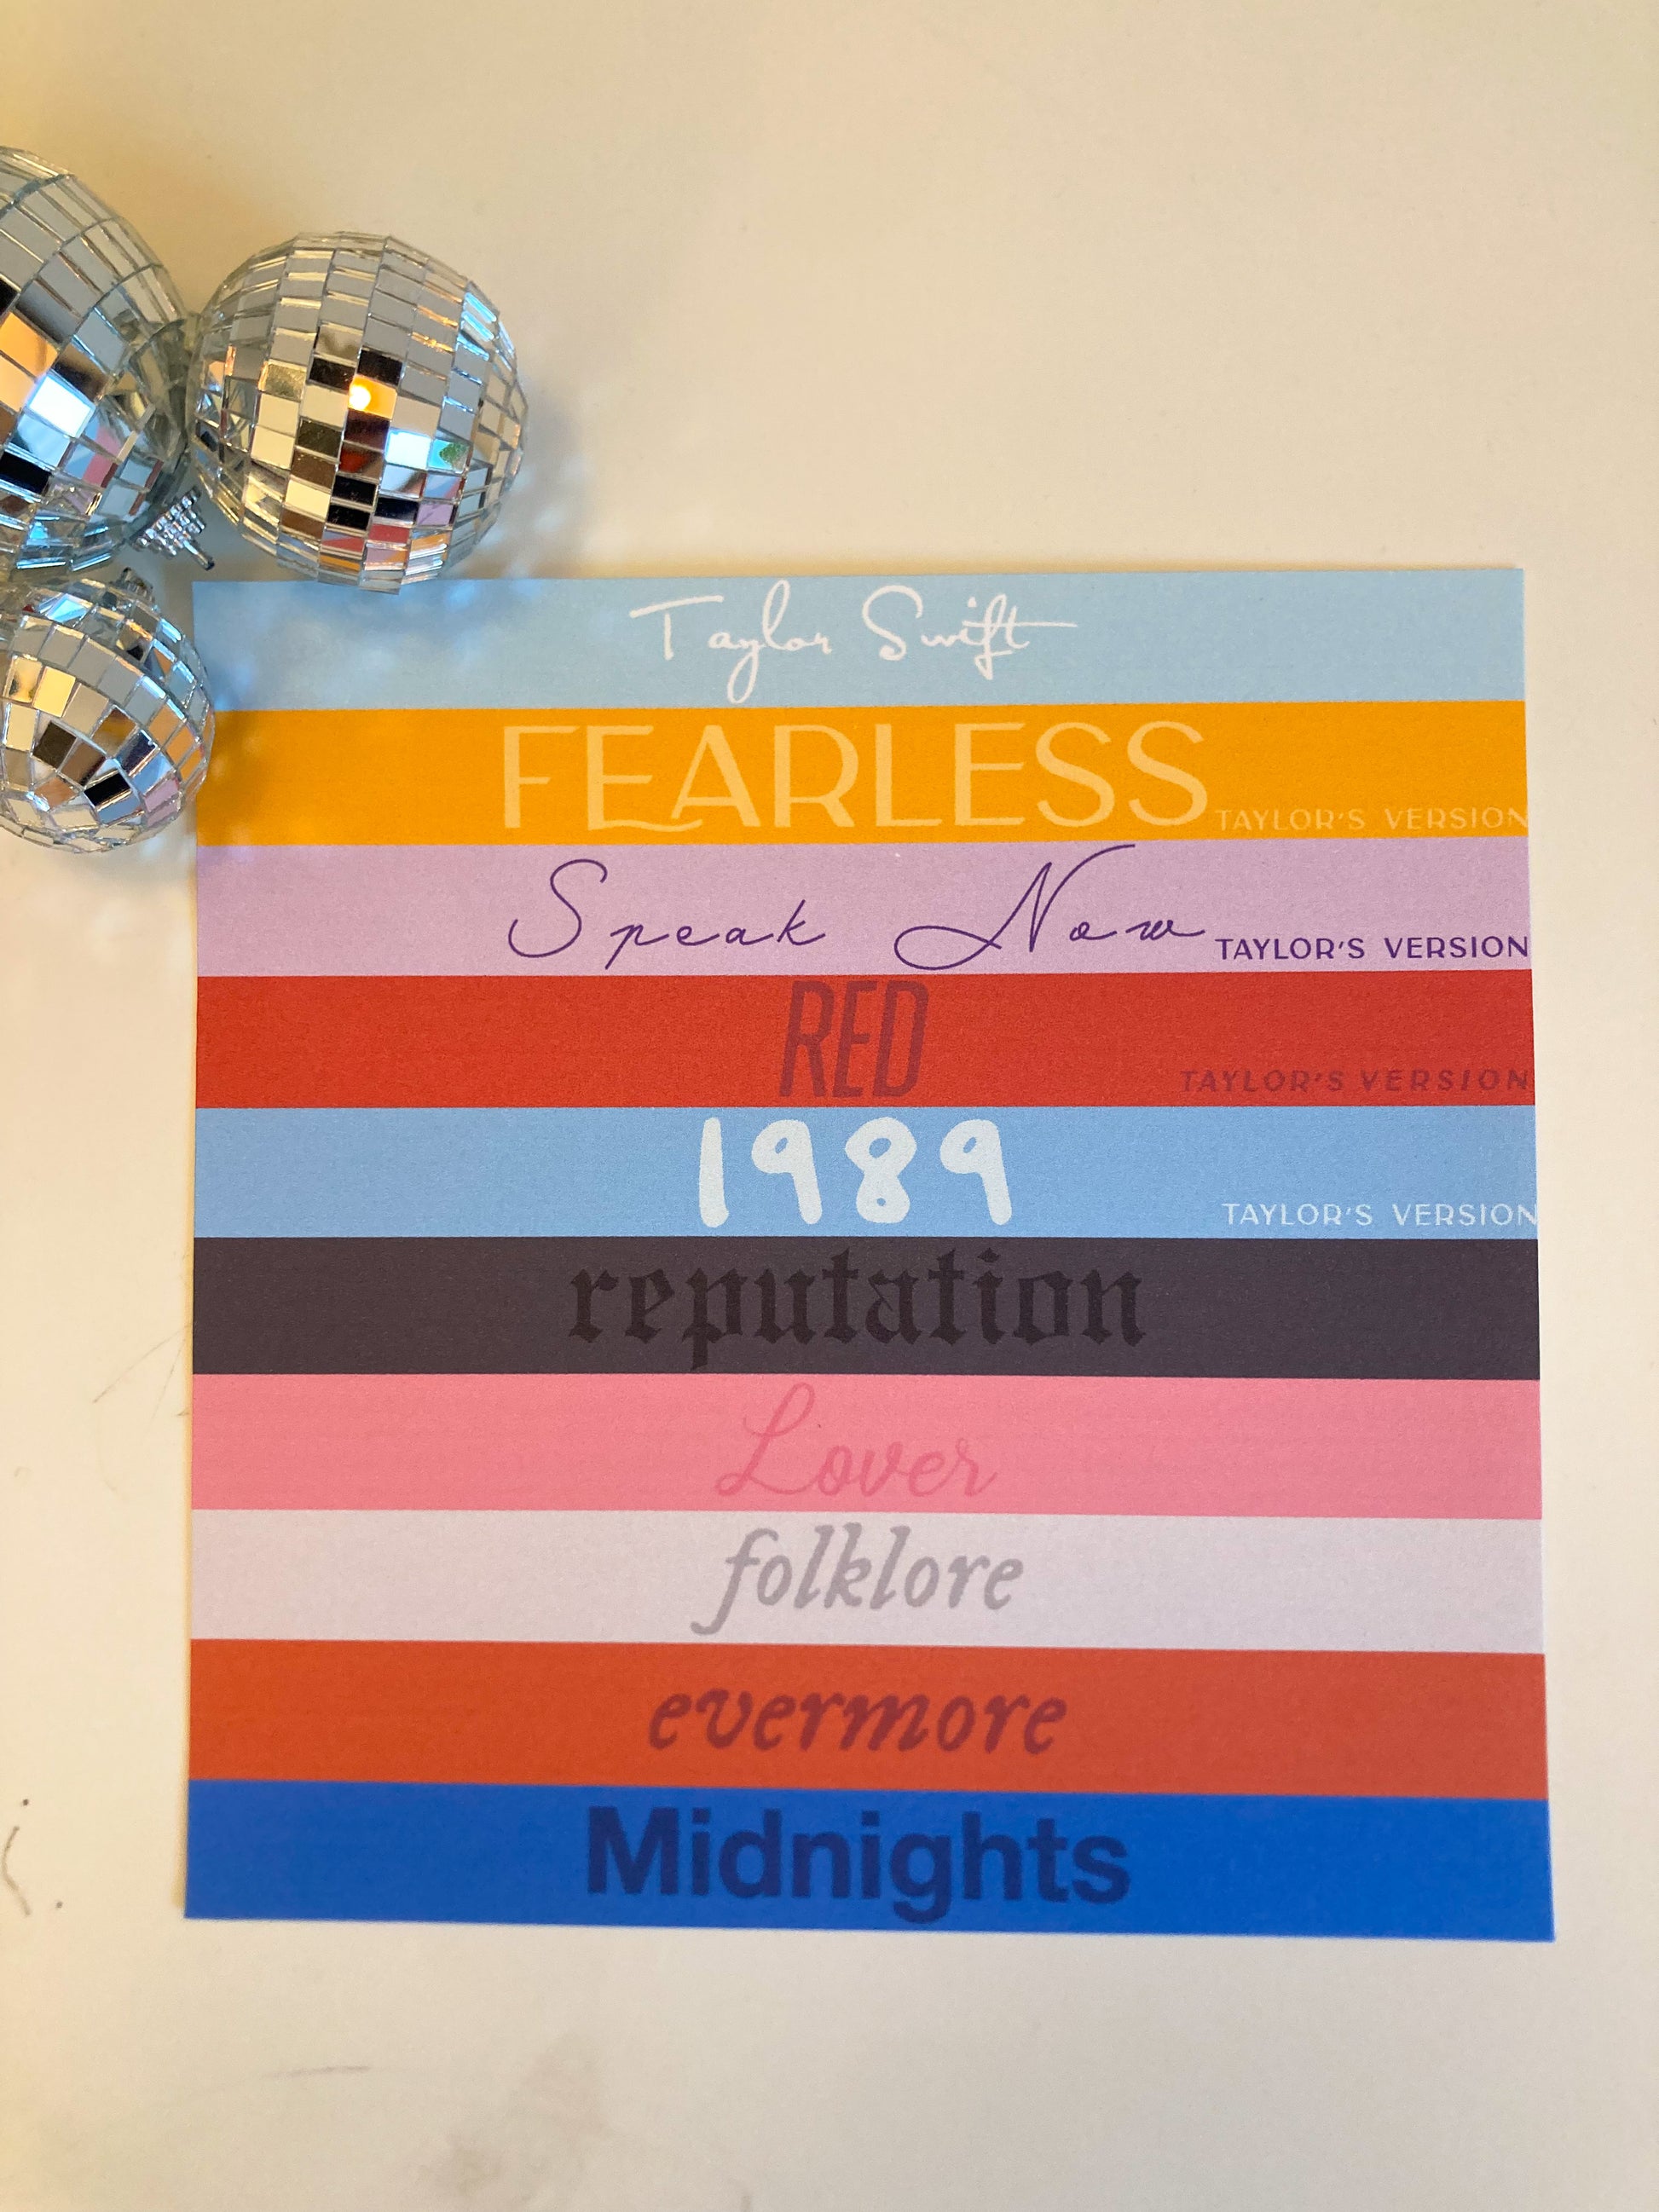 Taylor Swift
FEARLESS TAYLOR'S VERSION
Speak Now TAYLOR'S VERSION
RED TAYLOR'S VERSION
1989 TAYLOR'S VERSION
reputation
Lover
folklore
evermore
Midnights